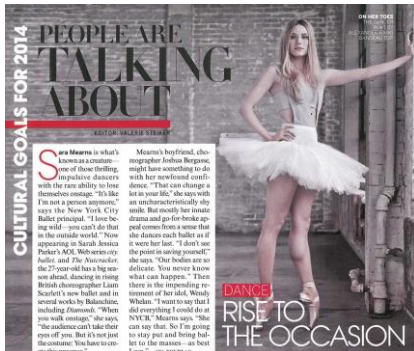 CULTURAL GOALS FOR 2014
PEOPLE ARE
TALKING
ABOUT
EDITOR: VALERIE STEIKER
ON HER TOES
Sara Mearns is what's
known as a creature—
one of those thrilling,
impulsive dancers
with the rare ability to lose
themselves onstage. "It's like
I'm not a person anymore,"
says the New York City
Ballet principal. "I love be-
ing wild—you can't do that
in the outside world." Now
appearing in Sarah Jessica
Parker's AOL Web series city.
ballet. and The Nutcracker,
the 27-year-old has a big sea-
son ahead, dancing in rising
British choreographer Liam
Scarlett's new ballet and in
several works by Balanchine,
including Diamonds. "When
you walk onstage", she says,
"the audience can't take their
eyes off you. But it's not just
the costume: You have to cre-
Mearns's boyfriend, cho-
reographer Joshua Bergasse,
might have something to do
with her newfound confi-
dence. "That can change a
lot in your life," she says with
an uncharacteristically shy
smile. But mostly her innate
drama and go-for-broke ap-
peal comes from a sense that
she dances each ballet as if
it were her last. "I don't see
the point in saving yourself,"
she says. "Our bodies are so
delicate. You never know
what can happen." Then
there is the impending re-
tirement of her idol, Wendy
Whelan. "I want to say that I
did everything I could do at
NYCB," Mearns says. "She
can say that. So I'm going
to stay put and bring bal-
let to the masses—as best
DANCE
RISE TO
THE OCCASION